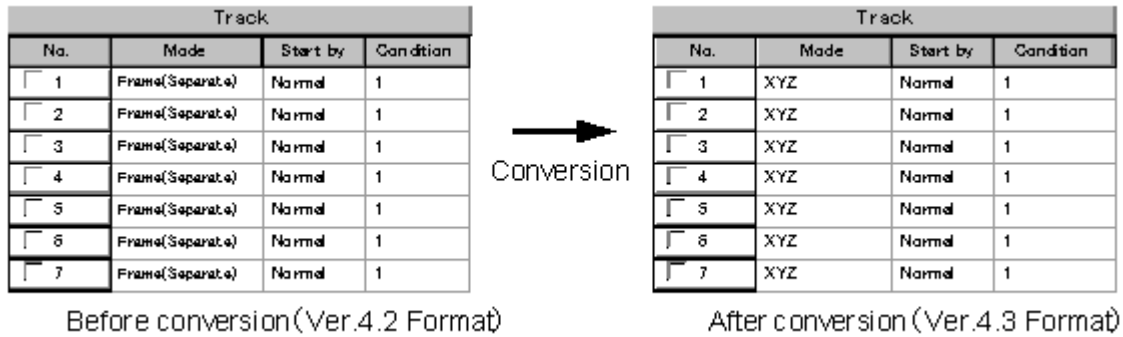 Track
No. Mode Start by Condition
1 Frame(Separate) Normal 1
2 Frame(Separate) Normal 1
3 Frame(Separate) Normal 1
4 Frame(Separate) Normal 1
5 Frame(Separate) Normal 1
6 Frame(Separate) Normal 1
7 Frame(Separate) Normal 1
Before conversion(Ver.4.2 Format)
Conversion
Track
No. Mode Start by Condition
1 XYZ Normal 1
2 XYZ Normal 1
3 XYZ Normal 1
4 XYZ Normal 1
5 XYZ Normal 1
6 XYZ Normal 1
7 XYZ Normal 1
After conversion(Ver.4.3 Format)